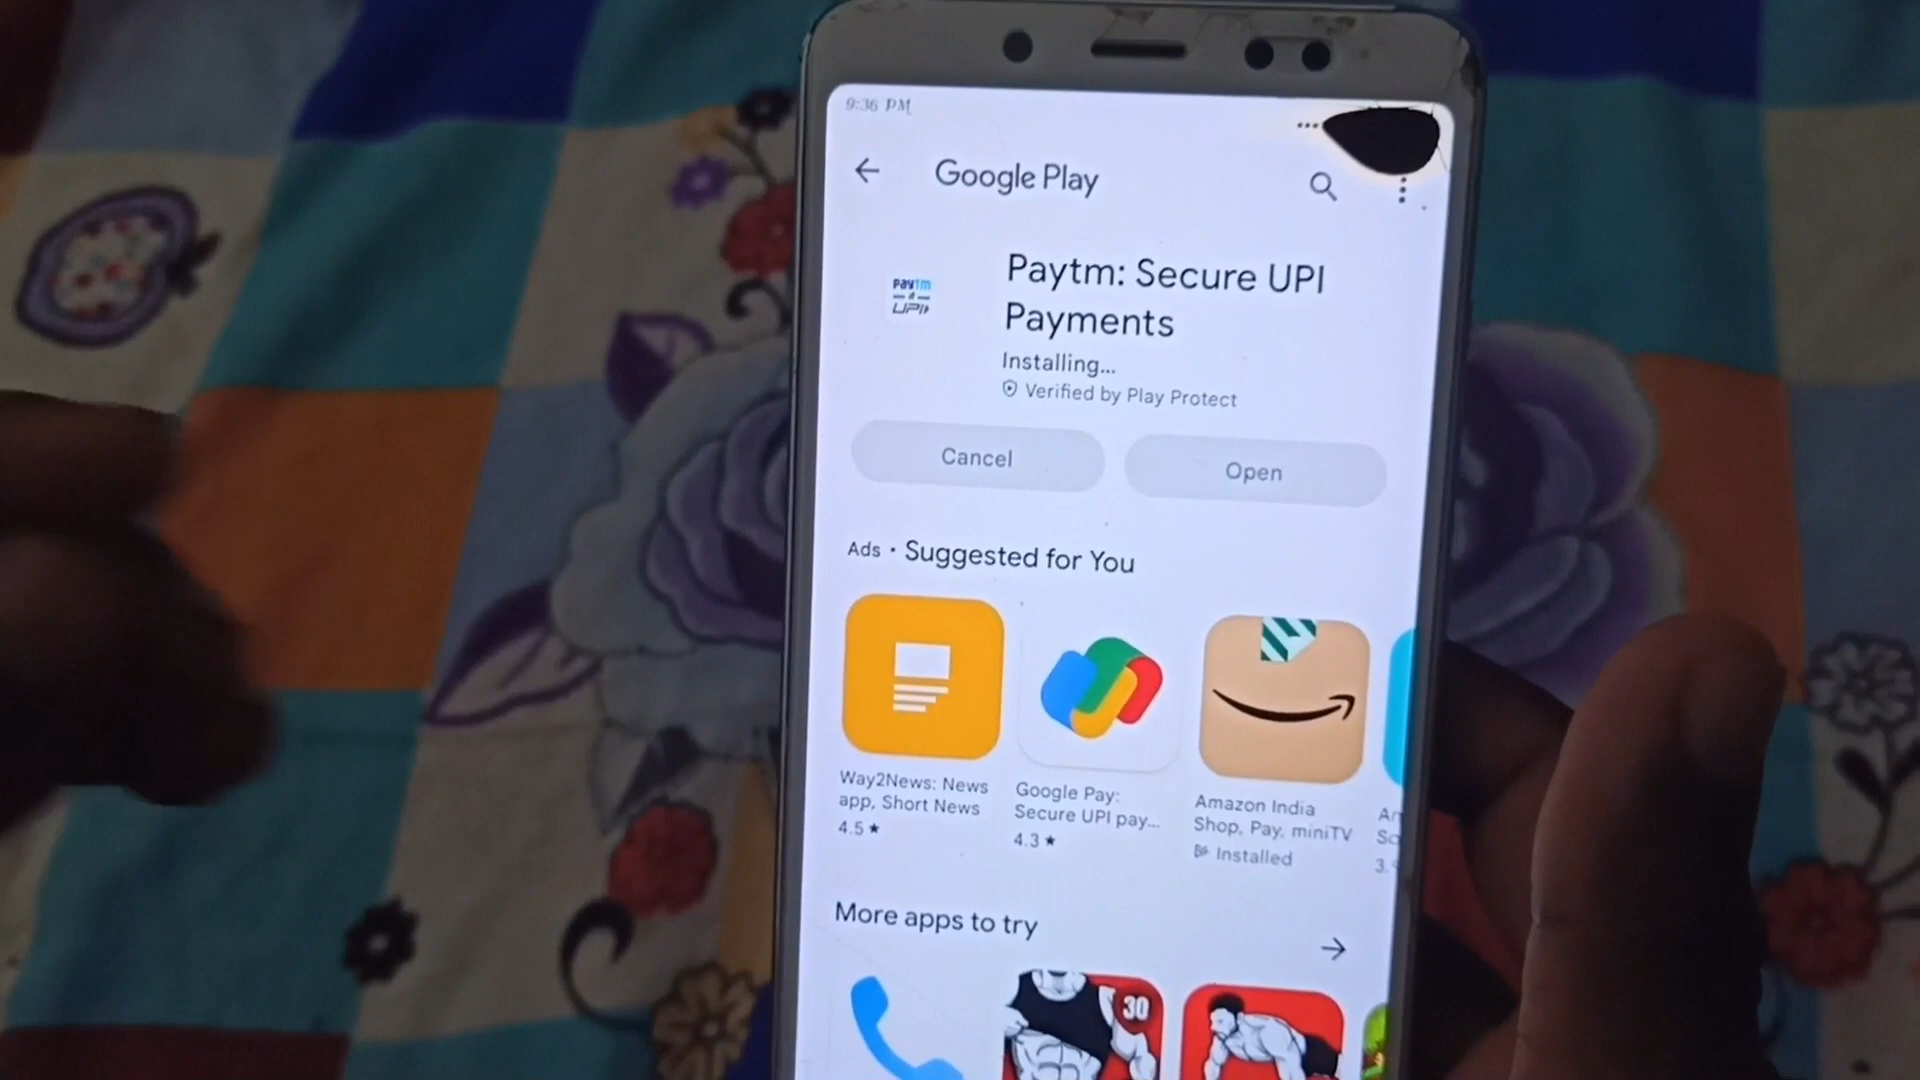 9:36 PM
Google Play
Paytm: Secure UPI
Payments
paytm
UPI
Installing...
Verified by Play Protect
Cancel
Open
Ads • Suggested for You
Way2News: News
app, Short News
4.5 ★
Google Pay:
Secure UPI pay...
4.3 ★
Amazon India
Shop, Pay, miniTV
Installed
More apps to try
30